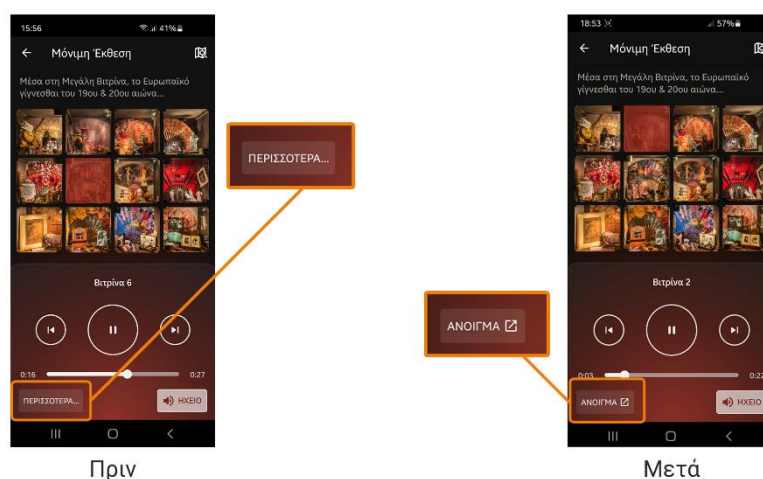 15:56
41%
Μόνιμη Έκθεση
Μέσα στη Μεγάλη Βιτρίνα, το Ευρωπαϊκό
γίγνεσθαι του 19ου & 20ου αιώνα...
Βιτρίνα 6
0:16
0:27
ΠΕΡΙΣΣΟΤΕΡΑ...
ΗΧΕΙΟ
ΠΕΡΙΣΣΟΤΕΡΑ...
Πριν
18:53
57%
Μόνιμη Έκθεση
Μέσα στη Μεγάλη Βιτρίνα, το Ευρωπαϊκό
γίγνεσθαι του 19ου & 20ου αιώνα...
Βιτρίνα 2
0:03
0:22
ΑΝΟΙΓΜΑ
ΗΧΕΙΟ
ΑΝΟΙΓΜΑ
Μετά